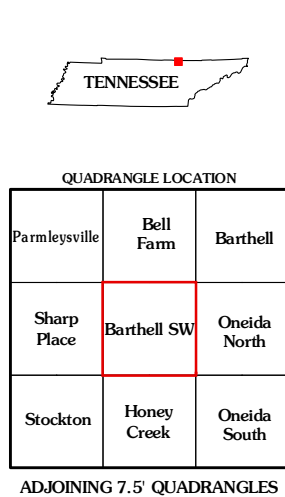 TENNESSEE
QUADRANGLE LOCATION
Parmleysville
Bell
Farm
Barthell
Sharp
Place
Barthell SW
Oneida
North
Stockton
Honey
Creek
Oneida
South
ADJOINING 7.5' QUADRANGLES